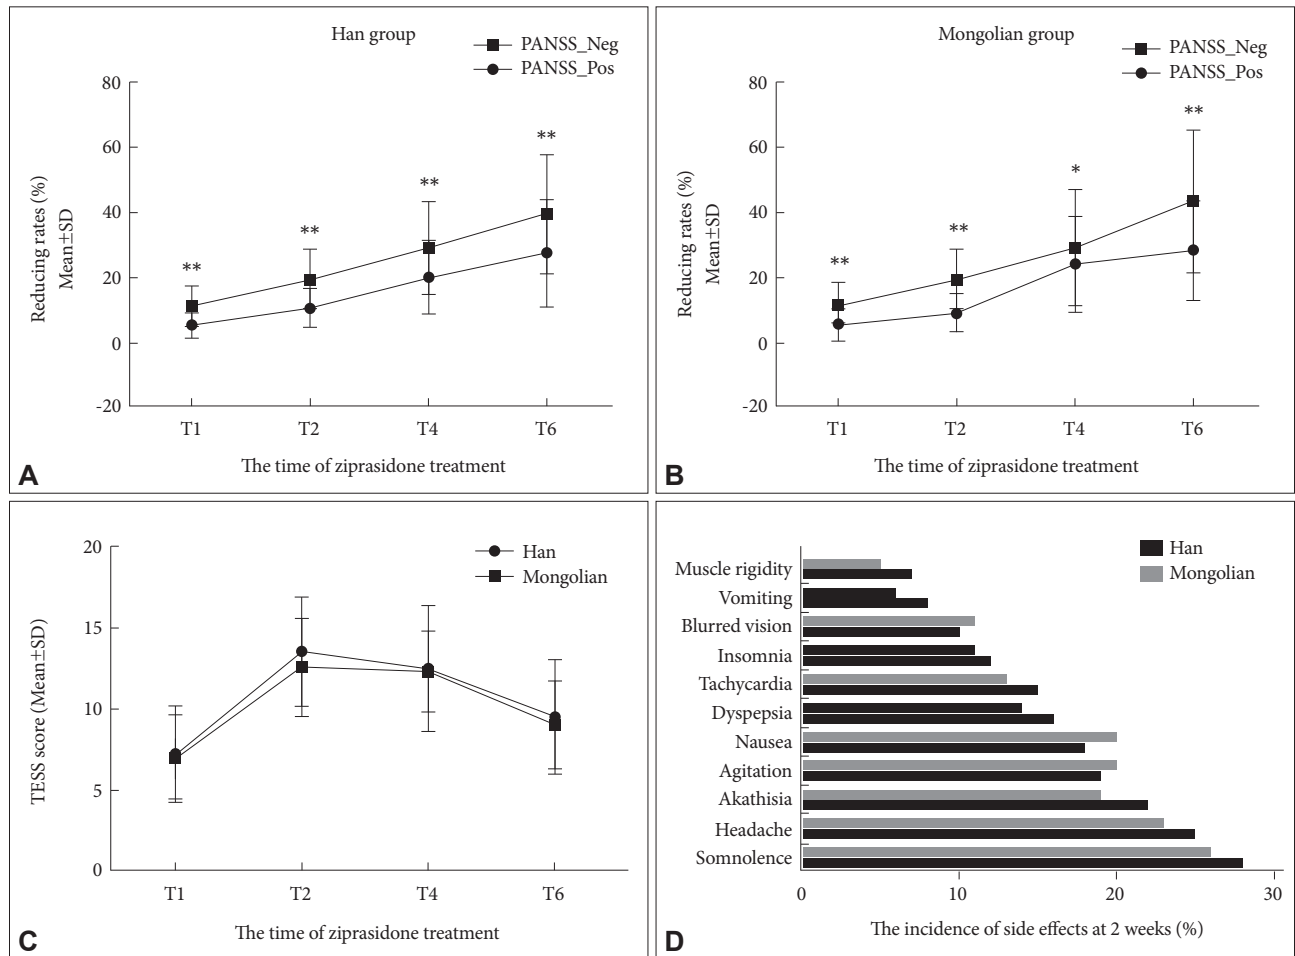 Han group
PANSS_Neg
PANSS_Pos
80
60
40
20
0
-20
Reducing rates (%)
Mean±SD
**
**
**
**
T1 T2 T4 T6
The time of ziprasidone treatment
A
Mongolian group
PANSS_Neg
PANSS_Pos
80
60
40
20
0
-20
Reducing rates (%)
Mean±SD
**
**
*
**
T1 T2 T4 T6
The time of ziprasidone treatment
B
Han
Mongolian
20
15
10
5
0
TESS score (Mean±SD)
T1 T2 T4 T6
The time of ziprasidone treatment
C
Han
Mongolian
Muscle rigidity
Vomiting
Blurred vision
Insomnia
Tachycardia
Dyspepsia
Nausea
Agitation
Akathisia
Headache
Somnolence
0 10 20 30
The incidence of side effects at 2 weeks (%)
D